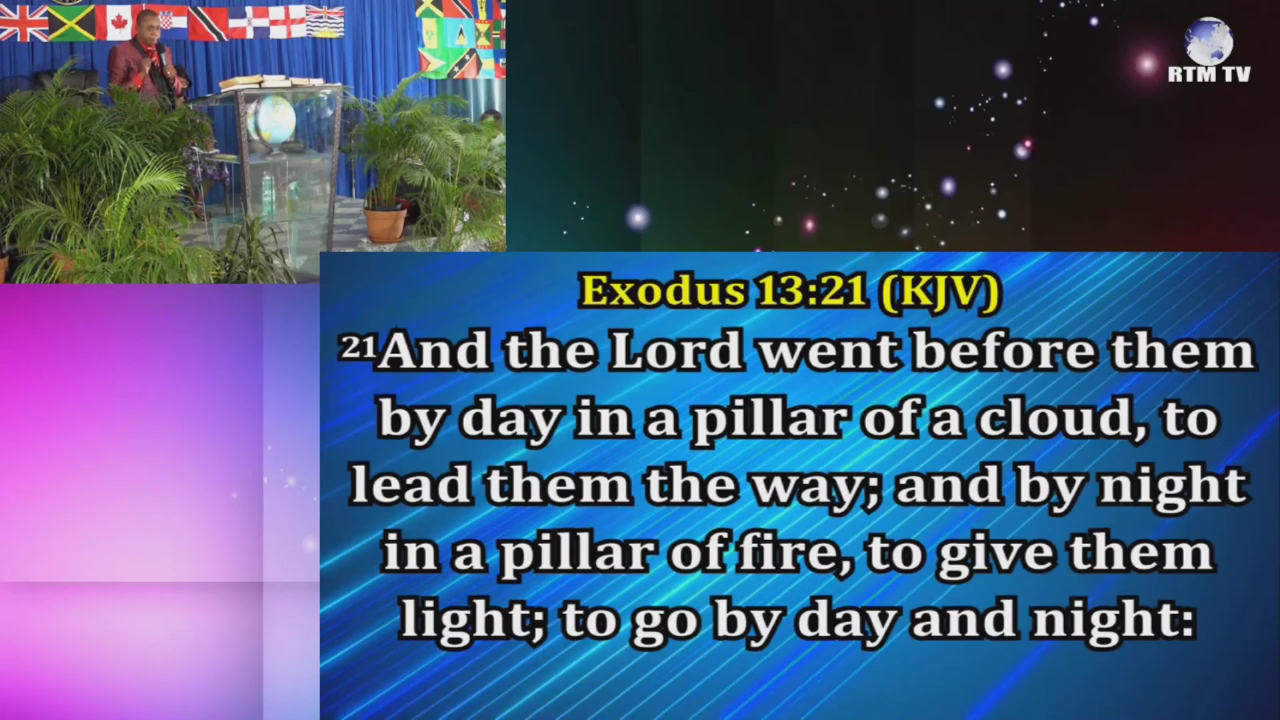 RTM TV
Exodus 13:21 (KJV)
21And the Lord went before them
by day in a pillar of a cloud, to
lead them the way; and by night
in a pillar of fire, to give them
light; to go by day and night: